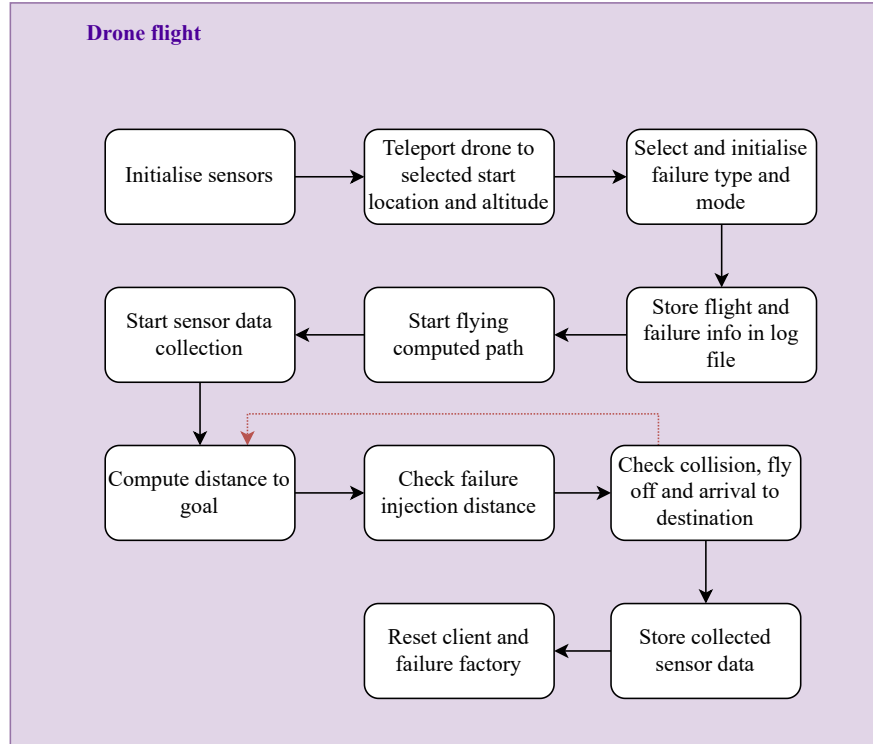 Drone flight
Initialise sensors
Teleport drone to
selected start
location and altitude
Select and initialise
failure type and
mode
Start sensor data
collection
Start flying
computed path
Store flight and
failure info in log
file
Compute distance to
goal
Check failure
injection distance
Check collision, fly
off and arrival to
destination
Reset client and
failure factory
Store collected
sensor data